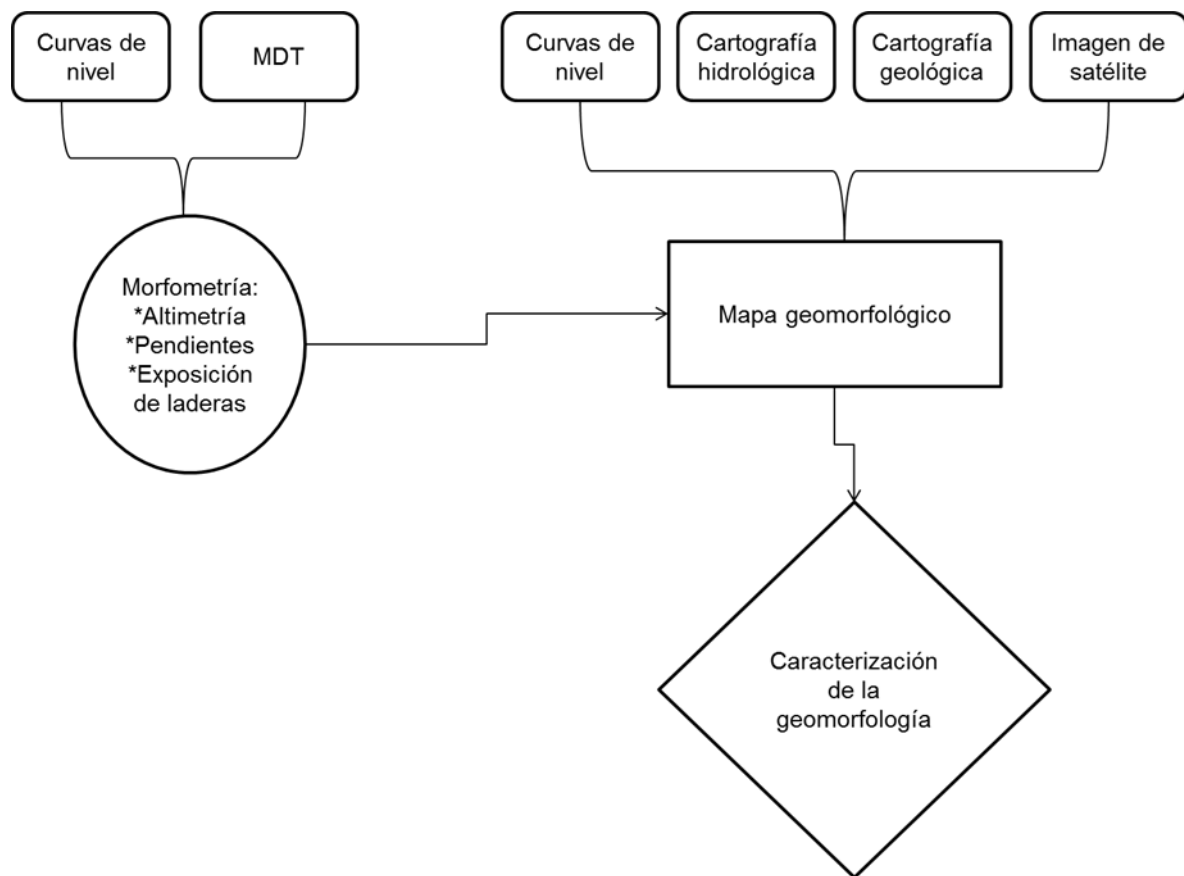 Curvas de
nivel
MDT
Curvas de
nivel
Cartografía
hidrológica
Cartografía
geológica
Imagen de
satélite
Morfometría:
*Altimetría
*Pendientes
*Exposición
de laderas
Mapa geomorfológico
Caracterización
de la
geomorfología